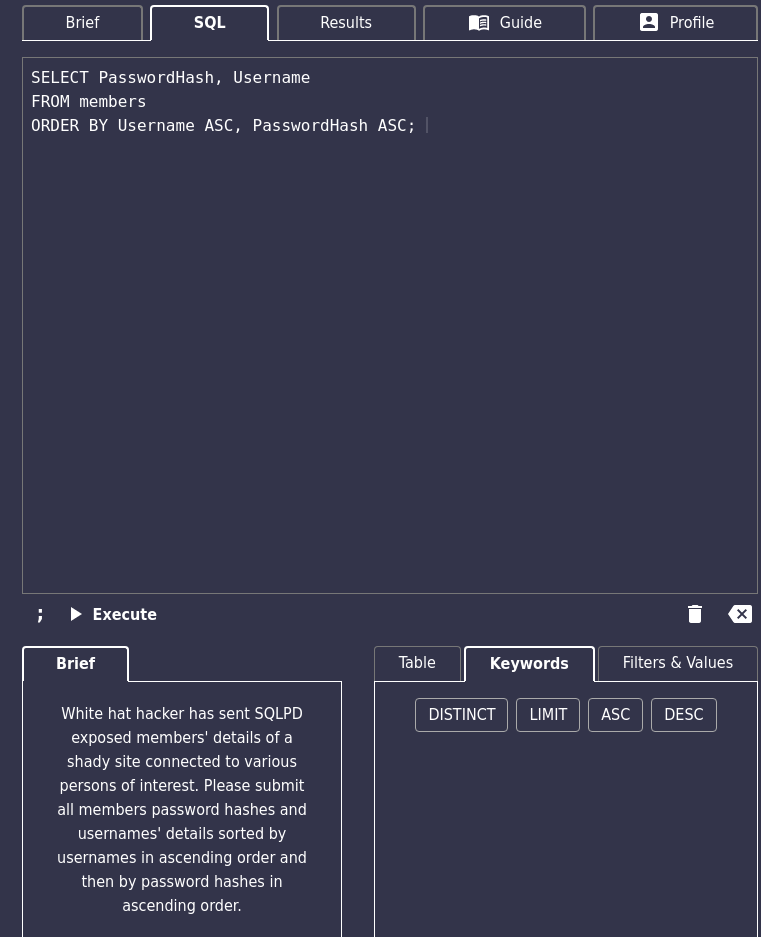 Brief
SQL
Results
Guide
Profile
SELECT PasswordHash, Username
FROM members
ORDER BY Username ASC, PasswordHash ASC;
;
Execute
Brief
White hat hacker has sent SQLPD
exposed members' details of a
shady site connected to various
persons of interest. Please submit
all members password hashes and
usernames' details sorted by
usernames in ascending order and
then by password hashes in
ascending order.
Table
Keywords
Filters & Values
DISTINCT
LIMIT
ASC
DESC